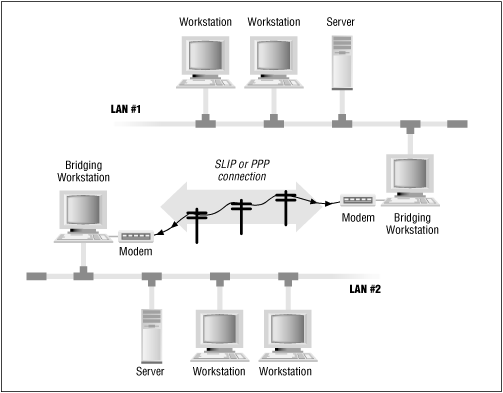 Workstation
Workstation
Server
LAN #1
Bridging
Workstation
SLIP or PPP
connection
Modem
Bridging
Workstation
Modem
LAN #2
Server
Workstation
Workstation